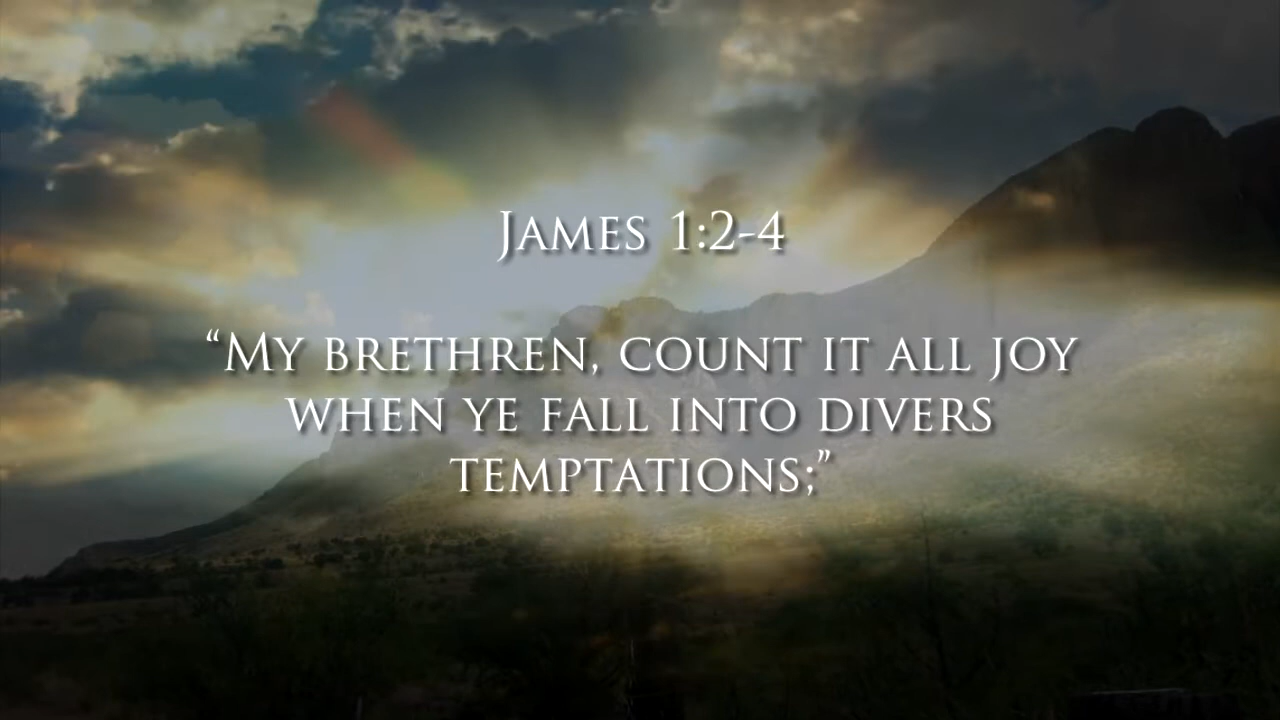 James 1:2-4
“My brethren, count it all joy
when ye fall into divers
temptations;”